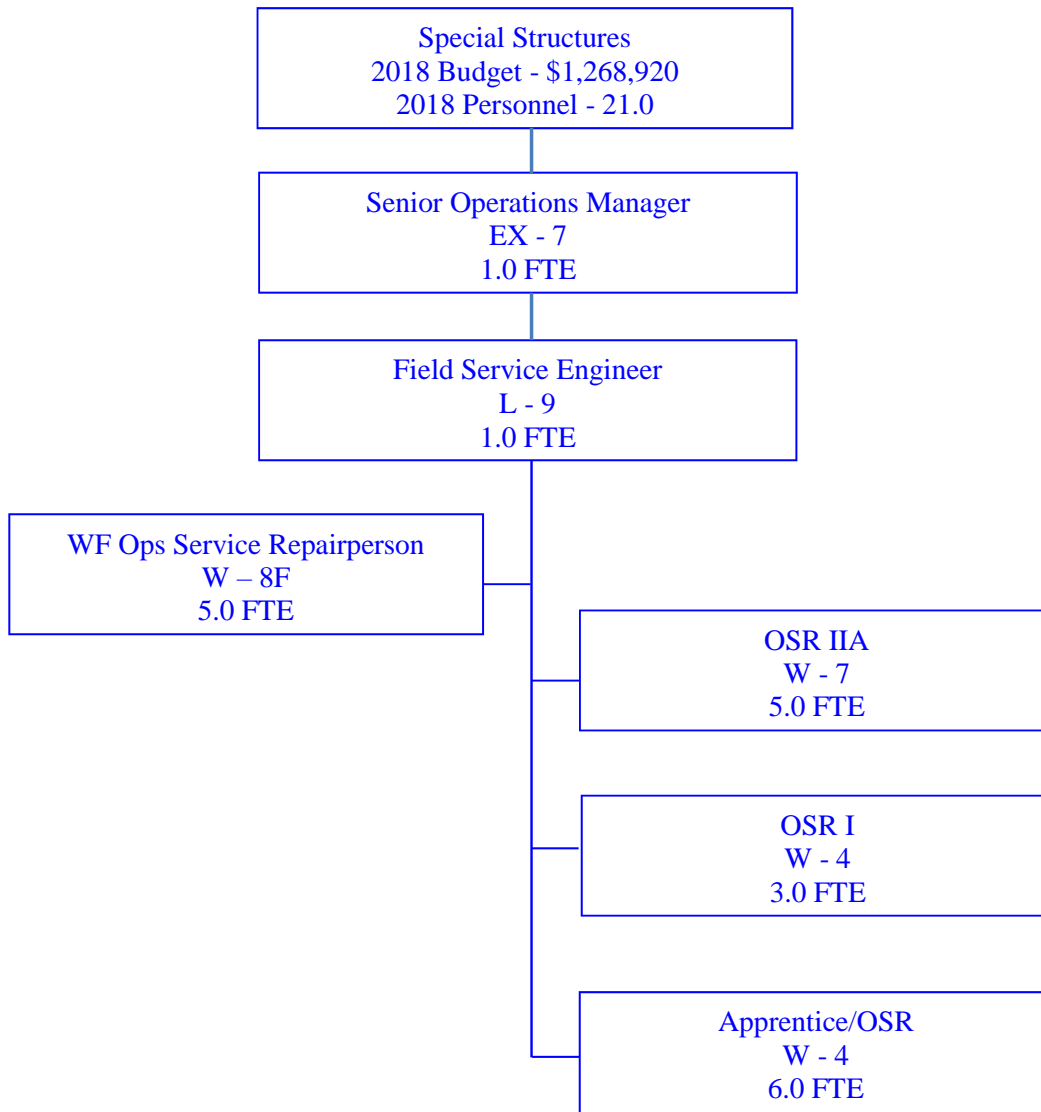 Special Structures
2018 Budget - $1,268,920
2018 Personnel - 21.0
Senior Operations Manager
EX - 7
1.0 FTE
Field Service Engineer
L - 9
1.0 FTE
WF Ops Service Repairperson
W – 8F
5.0 FTE
OSR IIA
W - 7
5.0 FTE
OSR I
W - 4
3.0 FTE
Apprentice/OSR
W - 4
6.0 FTE